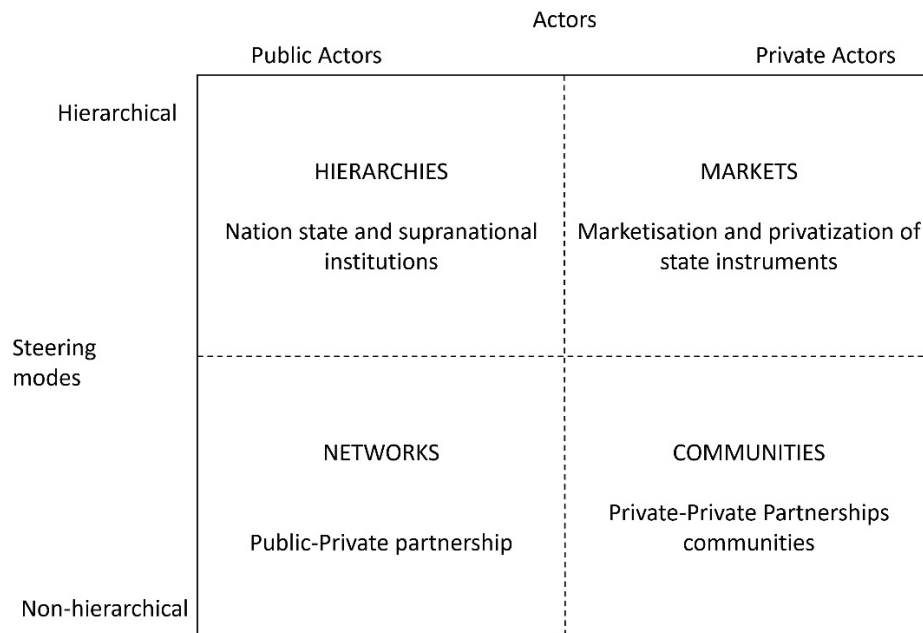 Actors
Public Actors
Private Actors
Hierarchical
HIERARCHIES
MARKETS
Nation state and supranational
institutions
Marketisation and privatization of
state instruments
Steering
modes
NETWORKS
COMMUNITIES
Public-Private partnership
Private-Private Partnerships
communities
Non-hierarchical